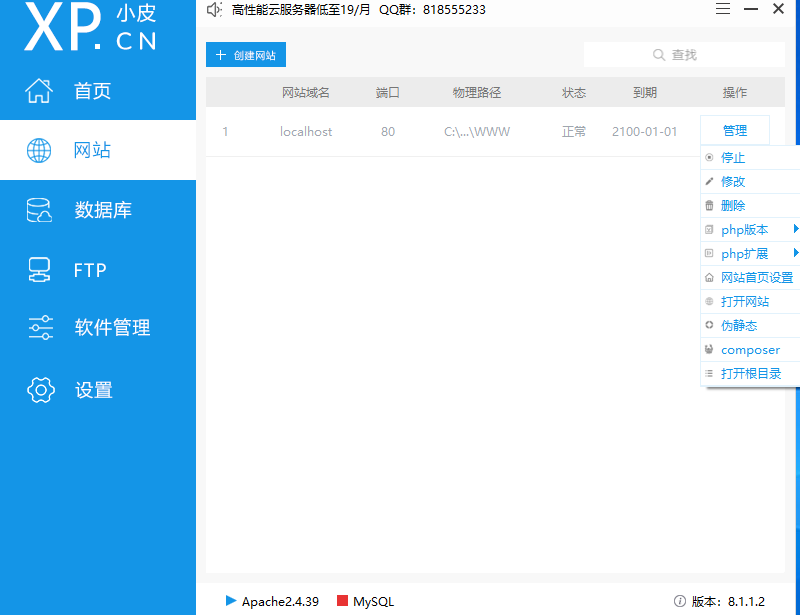 XP.CN 小皮
高性能云服务器低至19/月 QQ群：818555233
首页
网站
数据库
FTP
软件管理
设置
创建网站
查找
网站域名 端口 物理路径 状态 到期 操作
1 localhost 80 C:\...\WWW 正常 2100-01-01 管理
停止
修改
删除
php版本
php扩展
网站首页设置
打开网站
伪静态
composer
打开根目录
Apache2.4.39 MySQL 版本：8.1.1.2